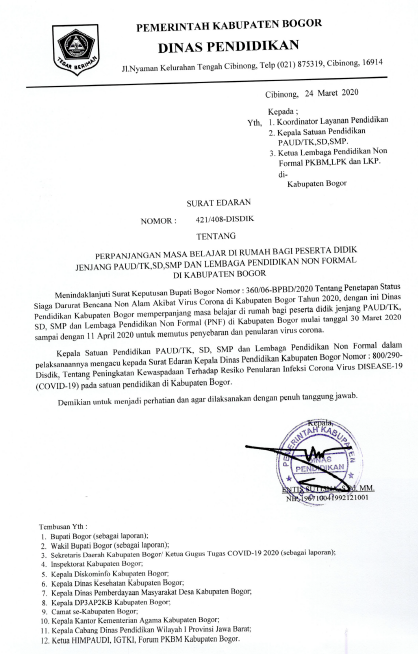 PEMERINTAH KABUPATEN BOGOR
DINAS PENDIDIKAN
Jl.Nyaman Kelurahan Tengah Cibinong, Telp (021) 875319, Cibinong, 16914
TEGAR BERIMAN
Cibinong, 24 Maret 2020
Kepada ;
Yth, 1. Koordinator Layanan Pendidikan
2. Kepala Satuan Pendidikan
PAUD/TK,SD,SMP.
3. Ketua Lembaga Pendidikan Non
Formal PKBM,LPK dan LKP.
di-
Kabupaten Bogor
SURAT EDARAN
NOMOR : 421/408-DISDIK
TENTANG
PERPANJANGAN MASA BELAJAR DI RUMAH BAGI PESERTA DIDIK
JENJANG PAUD/TK,SD,SMP DAN LEMBAGA PENDIDIKAN NON FORMAL
DI KABUPATEN BOGOR
Menindaklanjuti Surat Keputusan Bupati Bogor Nomor : 360/06-BPBD/2020 Tentang Penetapan Status
Siaga Darurat Bencana Non Alam Akibat Virus Corona di Kabupaten Bogor Tahun 2020, dengan ini Dinas
Pendidikan Kabupaten Bogor memperpanjang masa belajar di rumah bagi peserta didik jenjang PAUD/TK,
SD, SMP dan Lembaga Pendidikan Non Formal (PNF) di Kabupaten Bogor mulai tanggal 30 Maret 2020
sampai dengan 11 April 2020 untuk memutus penyebaran dan penularan virus corona.
Kepala Satuan Pendidikan PAUD/TK, SD, SMP dan Lembaga Pendidikan Non Formal dalam
pelaksanaannya mengacu kepada Surat Edaran Kepala Dinas Pendidikan Kabupaten Bogor Nomor : 800/290-
Disdik, Tentang Peningkatan Kewaspadaan Terhadap Resiko Penularan Infeksi Corona Virus DISEASE-19
(COVID-19) pada satuan pendidikan di Kabupaten Bogor.
Demikian untuk menjadi perhatian dan agar dilaksanakan dengan penuh tanggung jawab.
Kepala,
PEMERINTAH KABUPATEN
DINAS
PENDIDIKAN
MM.
NIP.196710041992121001
Tembusan Yth :
1. Bupati Bogor (sebagai laporan);
2. Wakil Bupati Bogor (sebagai laporan);
3. Sekretaris Daerah Kabupaten Bogor/ Ketua Gugus Tugas COVID-19 2020 (sebagai laporan);
4. Inspektorat Kabupaten Bogor;
5. Kepala Diskominfo Kabupaten Bogor;
6. Kepala Dinas Kesehatan Kabupaten Bogor;
7. Kepala Dinas Pemberdayaan Masyarakat Desa Kabupaten Bogor;
8. Kepala DP3AP2KB Kabupaten Bogor;
9. Camat se-Kabupaten Bogor;
10. Kepala Kantor Kementerian Agama Kabupaten Bogor;
11. Kepala Cabang Dinas Pendidikan Wilayah I Provinsi Jawa Barat;
12. Ketua HIMPAUDI, IGTKI, Forum PKBM Kabupaten Bogor.